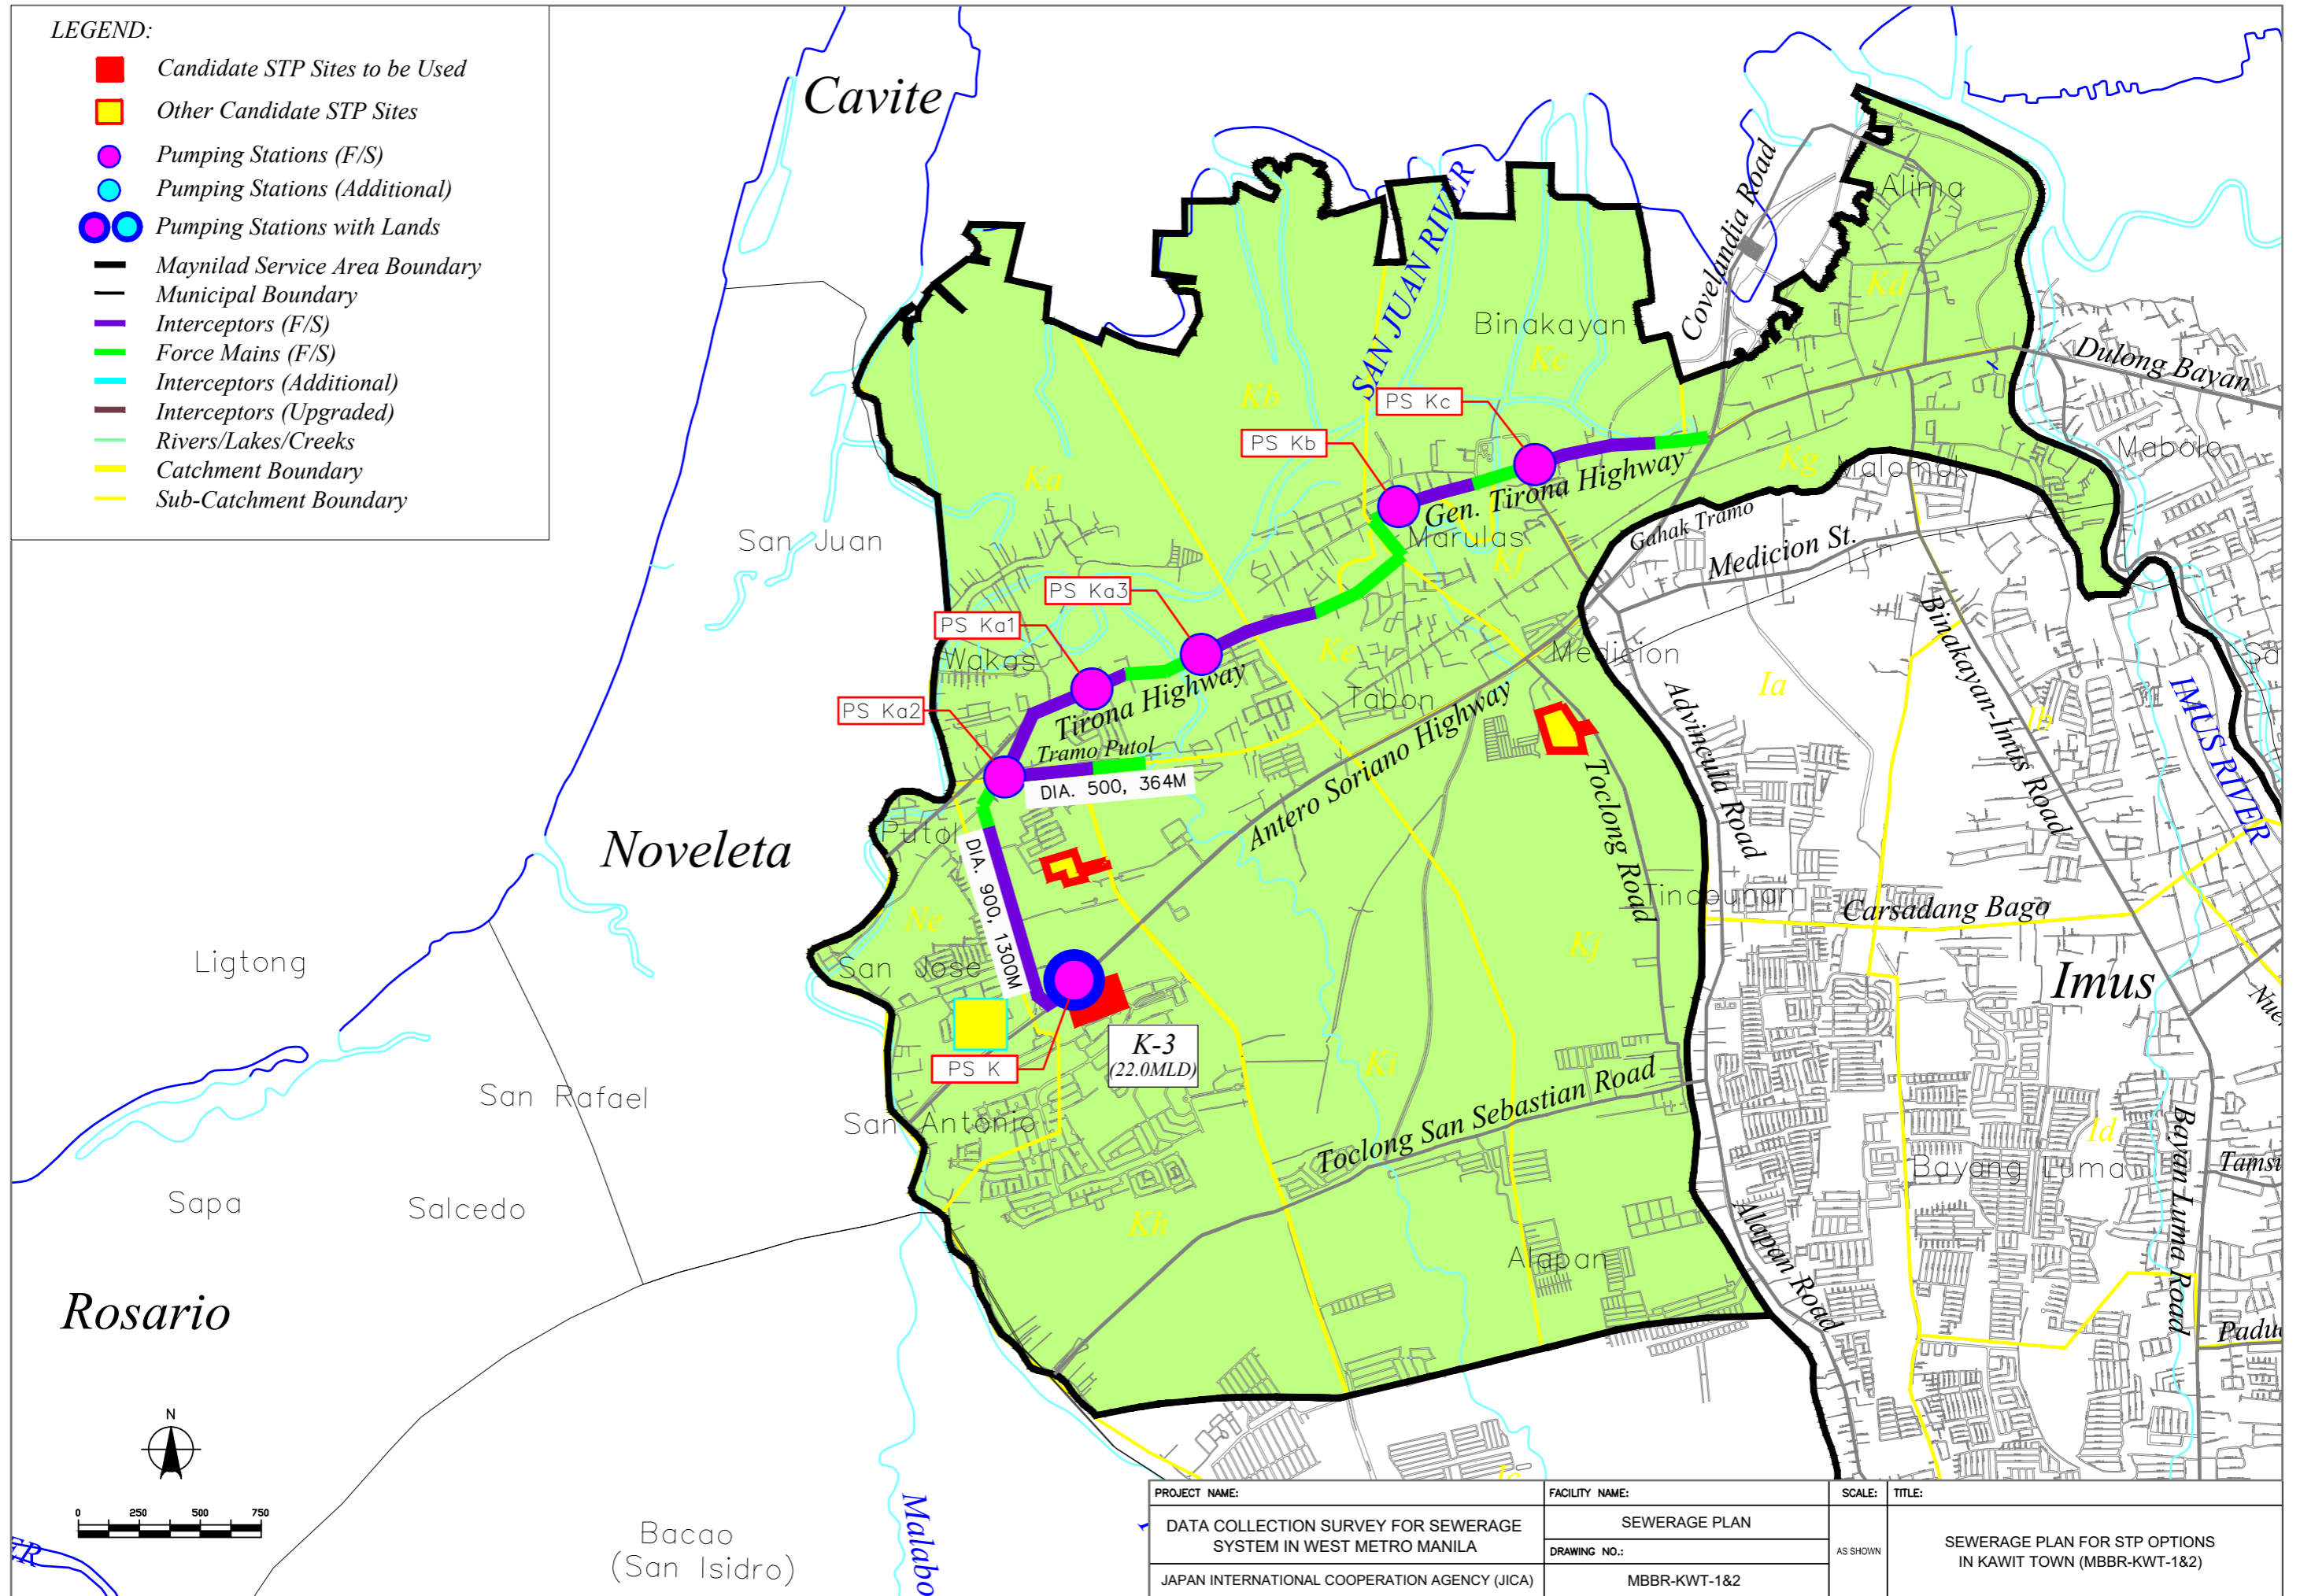 LEGEND:
Candidate STP Sites to be Used
Other Candidate STP Sites
Pumping Stations (F/S)
Pumping Stations (Additional)
Pumping Stations with Lands
Maynilad Service Area Boundary
Municipal Boundary
Interceptors (F/S)
Force Mains (F/S)
Interceptors (Additional)
Interceptors (Upgraded)
Rivers/Lakes/Creeks
Catchment Boundary
Sub-Catchment Boundary
Cavite
SAN JUAN RIVER
Covelandia Road
Alima
Kd
Binakayan
Kc
Kb
Dulong Bayan
PS Kc
PS Kb
Mabolo
Kg
Malomok
Gen. Tirona Highway
Ka
Marulas
Gahak Tramo
Medicion St.
San Juan
Kf
PS Ka3
PS Ka1
Wakas
Ke
Medicion
Binakayan-Imus Road
Ia
Ib
IMUS RIVER
Sa
PS Ka2
Tirona Highway
Tabon
Tramo Putol
DIA. 500, 364M
Antero Soriano Highway
Advincula Road
Toclong Road
Noveleta
Putol
DIA. 900, 1300M
Ne
Tinabunan
Carsadang Bago
Kj
Ligtong
San Jose
Imus
Nue
K-3
(22.0MLD)
PS K
Ki
San Rafael
San Antonio
Toclong San Sebastian Road
Id
Bayan Luma Road
Bayang Luma
Tamsi
Sapa
Salcedo
Kh
Alapan
Alapan Road
Rosario
Padu
N
0 250 500 750
Ic
Malabo
Bacao
(San Isidro)
ER
PROJECT NAME:
DATA COLLECTION SURVEY FOR SEWERAGE
SYSTEM IN WEST METRO MANILA
JAPAN INTERNATIONAL COOPERATION AGENCY (JICA)
FACILITY NAME:
SEWERAGE PLAN
DRAWING NO.:
MBBR-KWT-1&2
SCALE:
AS SHOWN
TITLE:
SEWERAGE PLAN FOR STP OPTIONS
IN KAWIT TOWN (MBBR-KWT-1&2)